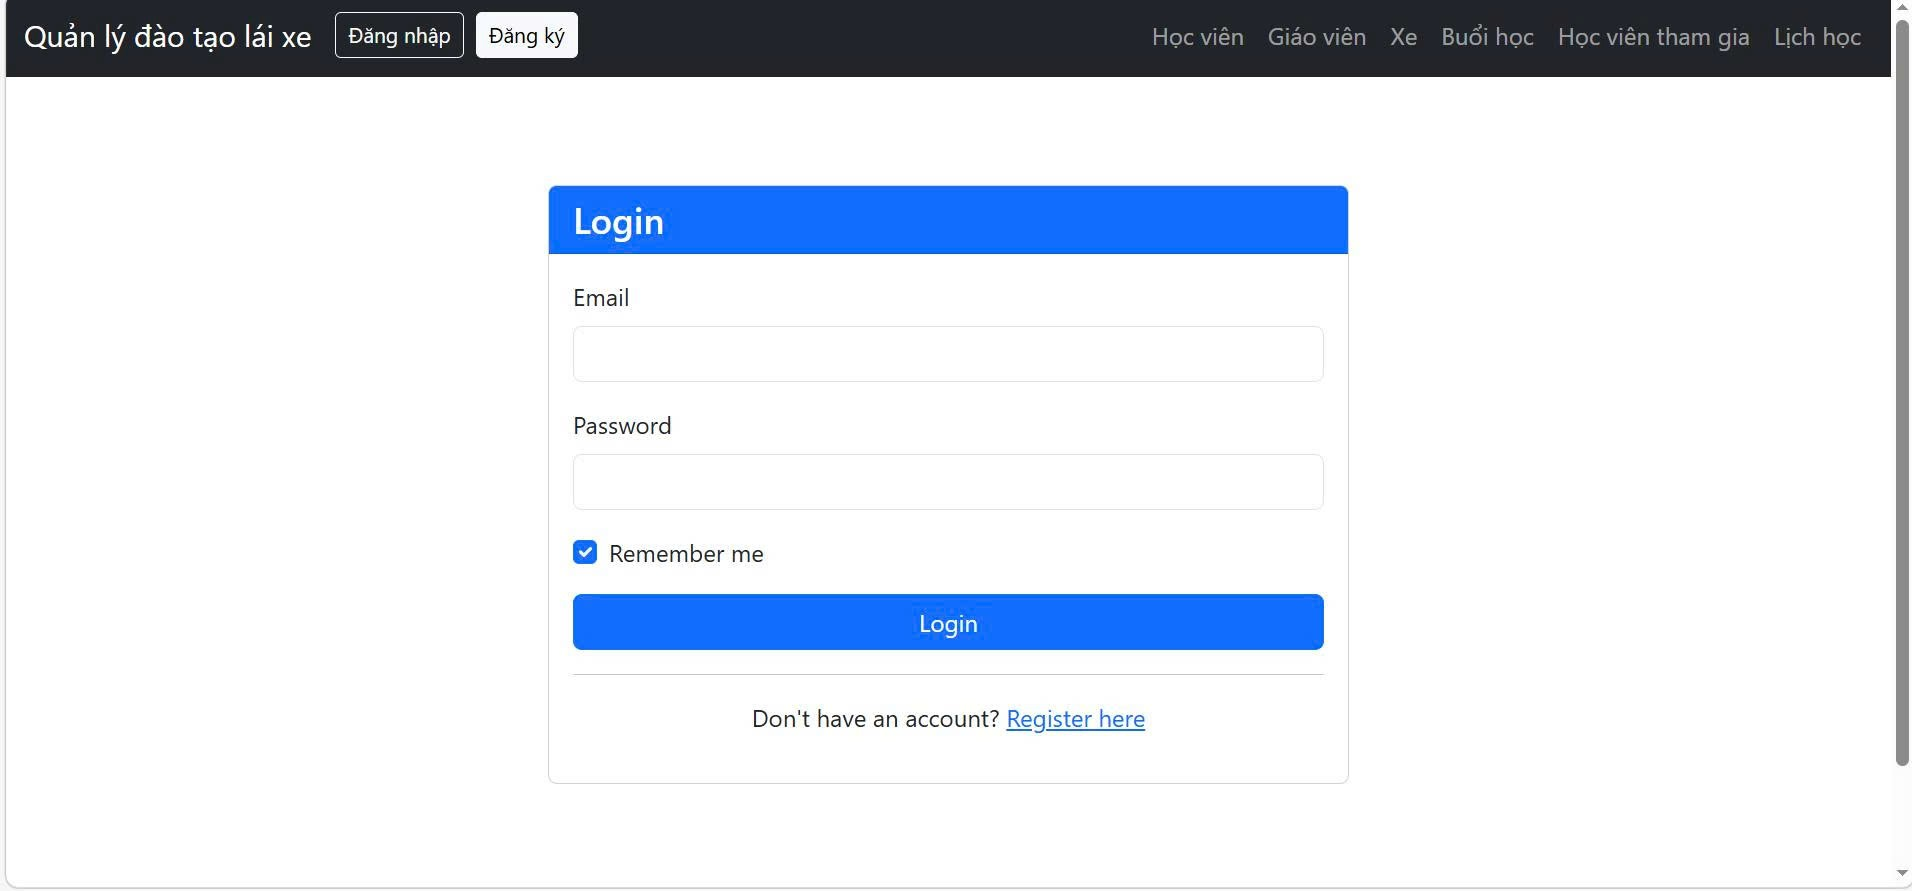 Quản lý đào tạo lái xe Đăng nhập Đăng ký Học viên Giáo viên Xe Buổi học Học viên tham gia Lịch học
Login
Email
Password
Remember me
Login
Don't have an account? Register here